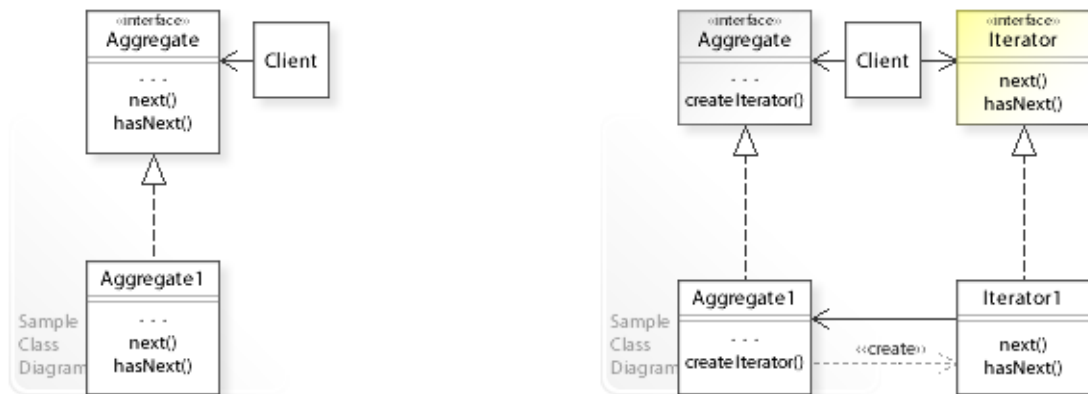 «interface»
Aggregate
- - -
next()
hasNext()
Client
Aggregate1
- - -
next()
hasNext()
Sample
Class
Diagram
«interface»
Aggregate
- - -
createIterator()
Client
«interface»
Iterator
next()
hasNext()
Aggregate1
- - -
createIterator()
«create»
Iterator1
next()
hasNext()
Sample
Class
Diagram